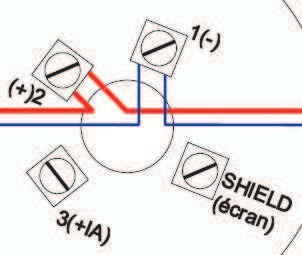 1(-)
(+)2
SHIELD
(écran)
3(+IA)